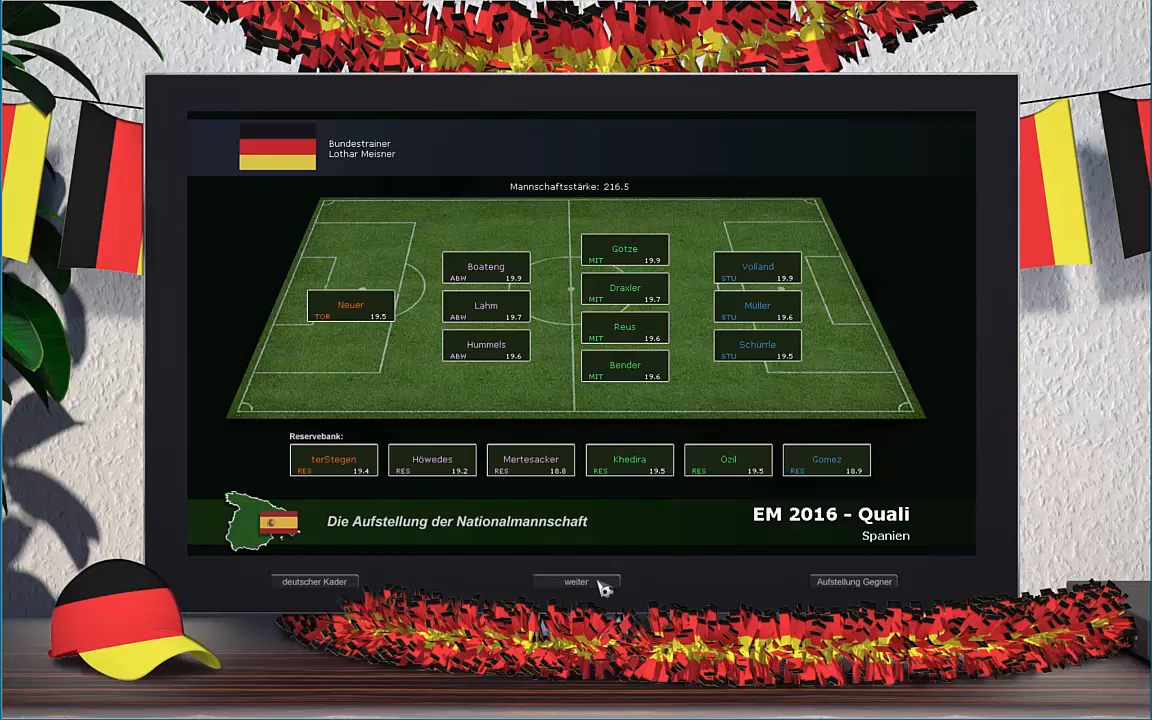 Bundestrainer
Lothar Meisner
Mannschaftsstärke: 216.5
Götze
MIT 19.9
Boateng
ABW 19.9
Volland
STU 19.9
Draxler
MIT 19.7
Neuer
TOR 19.5
Lahm
ABW 19.7
Müller
STU 19.6
Reus
MIT 19.6
Hummels
ABW 19.6
Schürrle
STU 19.5
Bender
MIT 19.6
Reservebank:
terStegen
RES 19.4
Höwedes
RES 19.2
Mertesacker
RES 18.8
Khedira
RES 19.5
Özil
RES 19.5
Gomez
RES 18.9
Die Aufstellung der Nationalmannschaft
EM 2016 - Quali
Spanien
deutscher Kader
weiter
Aufstellung Gegner